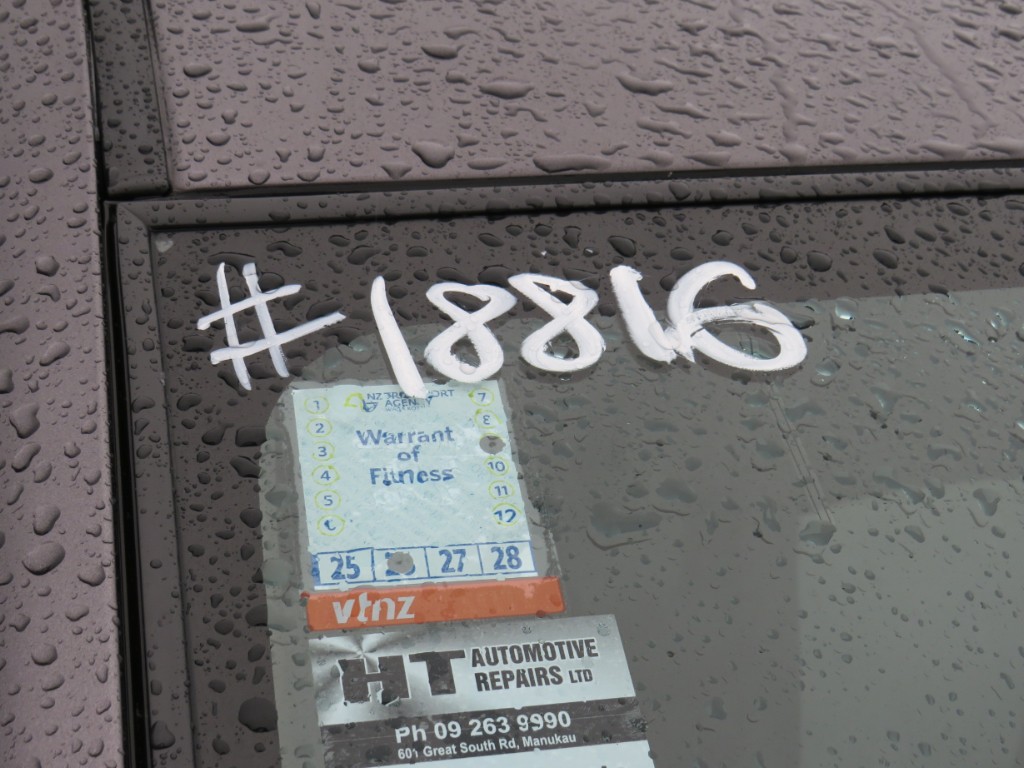 #18816
NZ TRANSPORT
AGENCY
Warrant
of
Fitness
1
2
3
4
5
6
7
8
10
11
12
25 27 28
vtnz
HT AUTOMOTIVE
REPAIRS LTD
Ph 09 263 9990
601 Great South Rd, Manukau